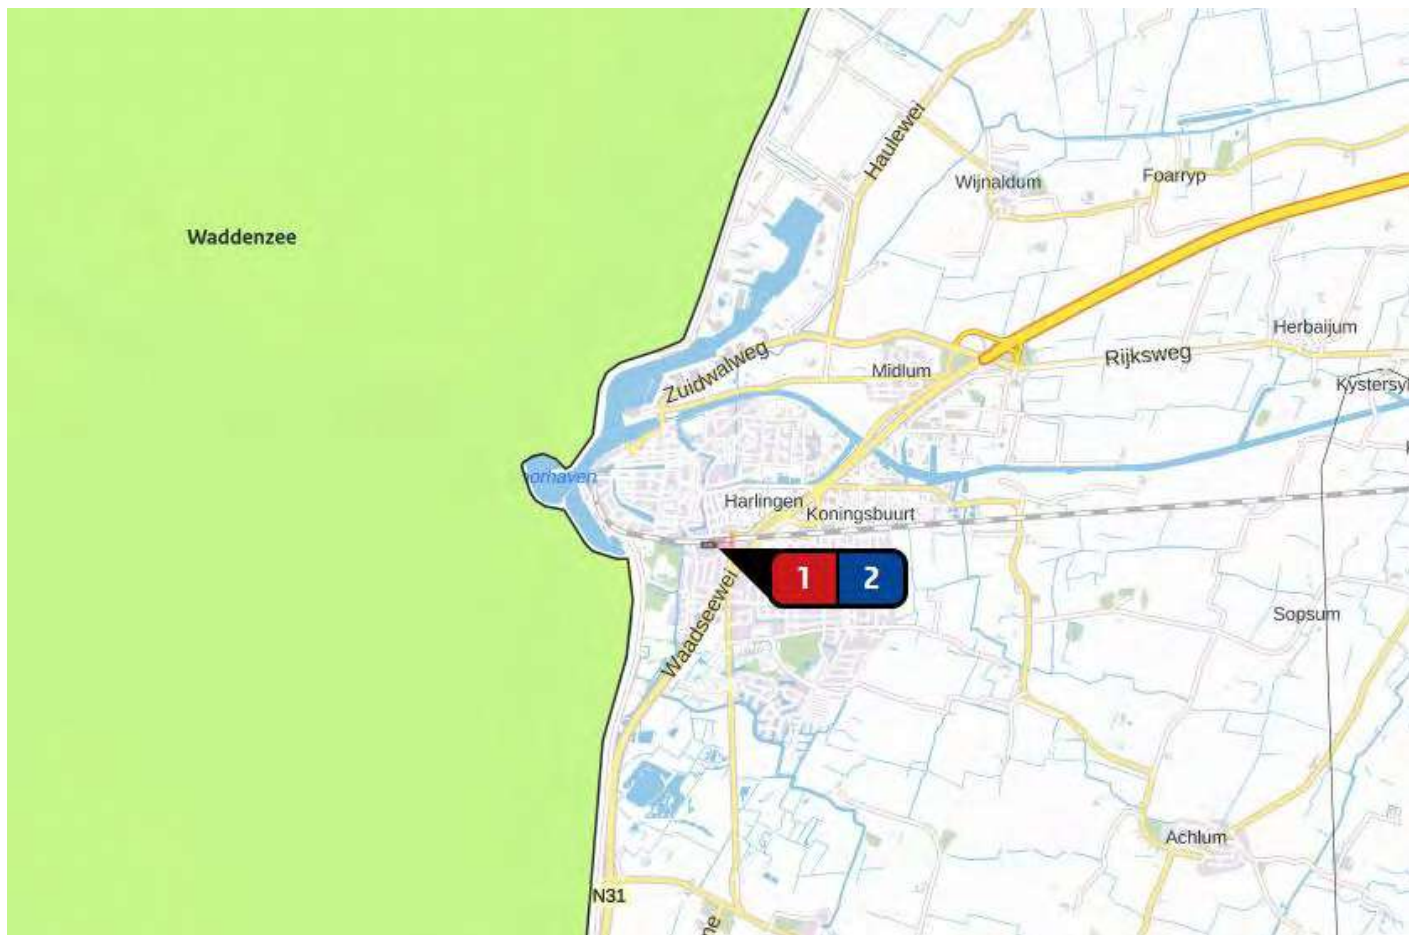 Haulewei
Wijnaldum
Foarryp
Waddenzee
Herbaijum
Rijksweg
Zuidwalweg
Midlum
orhaven
Harlingen
Koningsbuurt
1 2
Waadseewei
Sopsum
Achlum
N31